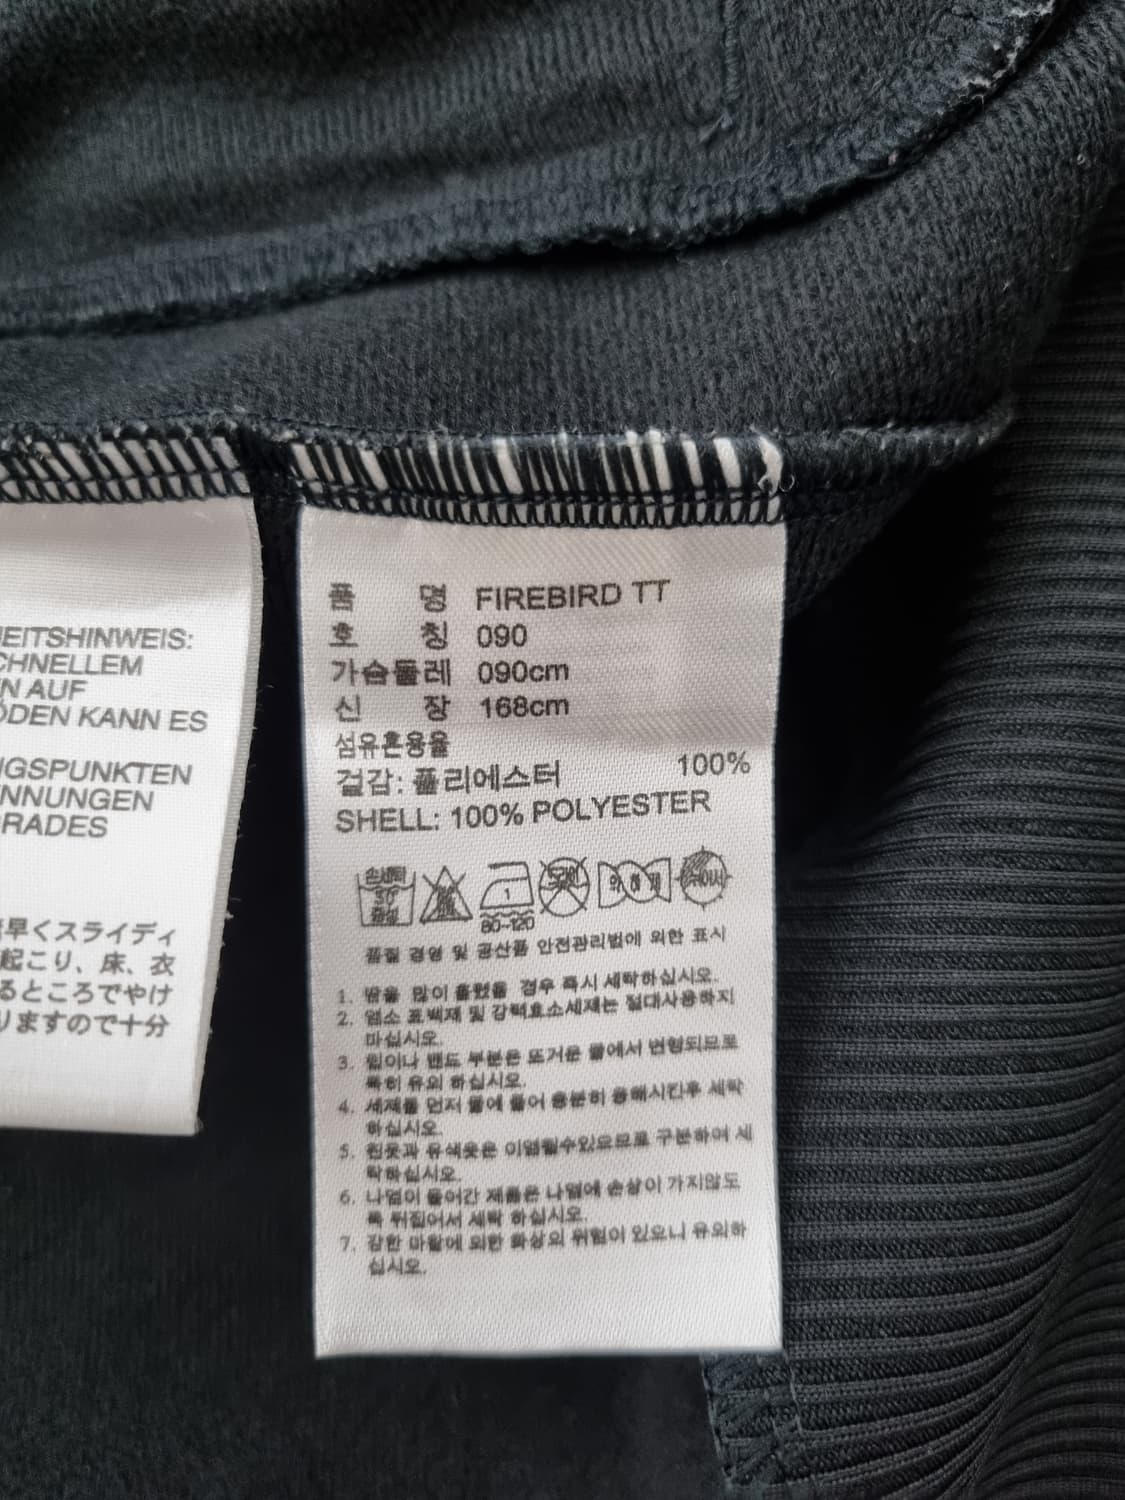 EITSHINWEIS:
CHNELLEM
N AUF
ÖDEN KANN ES
NGSPUNKTEN
NNUNGEN
RADES
早くスライディ
起こり、床、衣
るところでやけ
りますので十分
품 명 FIREBIRD TT
호 칭 090
가슴둘레 090cm
신 장 168cm
섬유혼용율
겉감: 폴리에스터 100%
SHELL: 100% POLYESTER
손세탁
30°
중성
1
80-120
품질 경영 및 공산품 안전관리법에 의한 표시
1. 땀을 많이 흘렸을 경우 즉시 세탁하십시오.
2. 염소 표백제 및 강력효소세제는 절대사용하지
마십시오.
3. 립이나 밴드 부분은 뜨거운 물에서 변형되므로
특히 유의 하십시오.
4. 세제를 먼저 물에 풀어 충분히 용해시킨후 세탁
하십시오.
5. 흰옷과 유색옷은 이염될수있으므로 구분하여 세
탁하십시오.
6. 나염이 들어간 제품은 나염에 손상이 가지않도
록 뒤집어서 세탁 하십시오.
7. 강한 마찰에 의한 화상의 위험이 있으니 유의하
십시오.